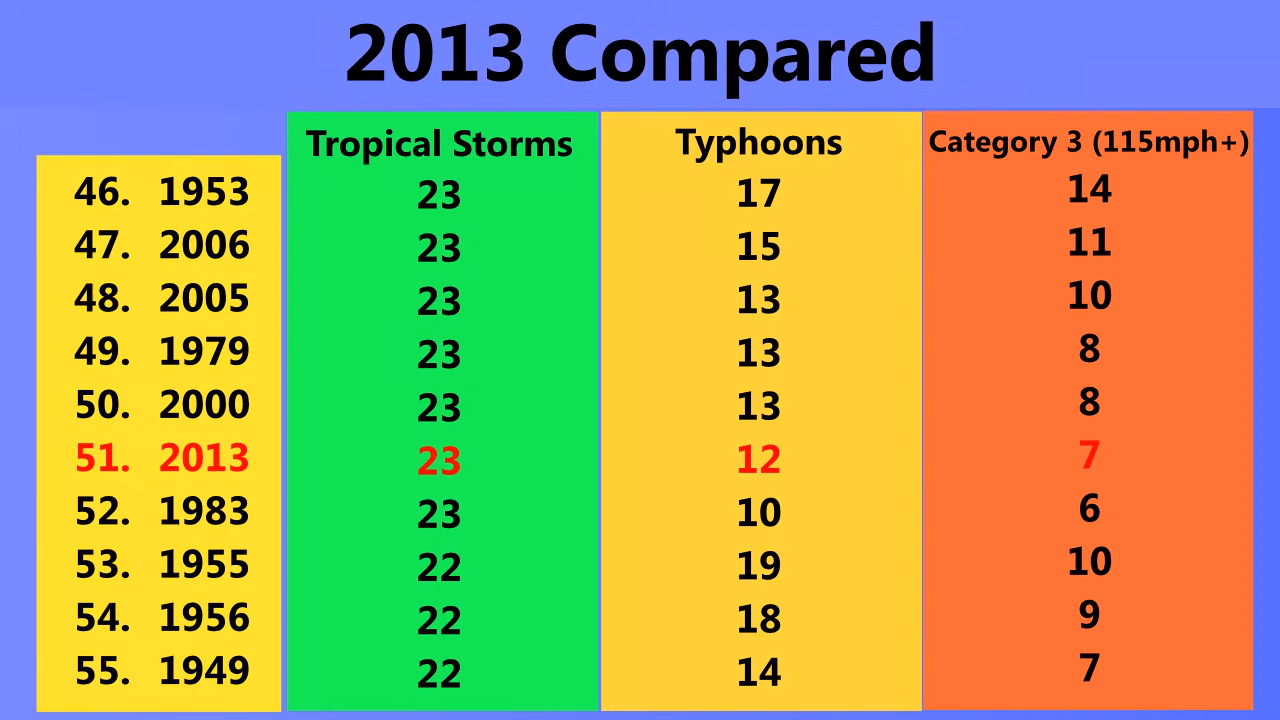 2013 Compared
Tropical Storms Typhoons Category 3 (115mph+)
46. 1953 23 17 14
47. 2006 23 15 11
48. 2005 23 13 10
49. 1979 23 13 8
50. 2000 23 13 8
51. 2013 23 12 7
52. 1983 23 10 6
53. 1955 22 19 10
54. 1956 22 18 9
55. 1949 22 14 7